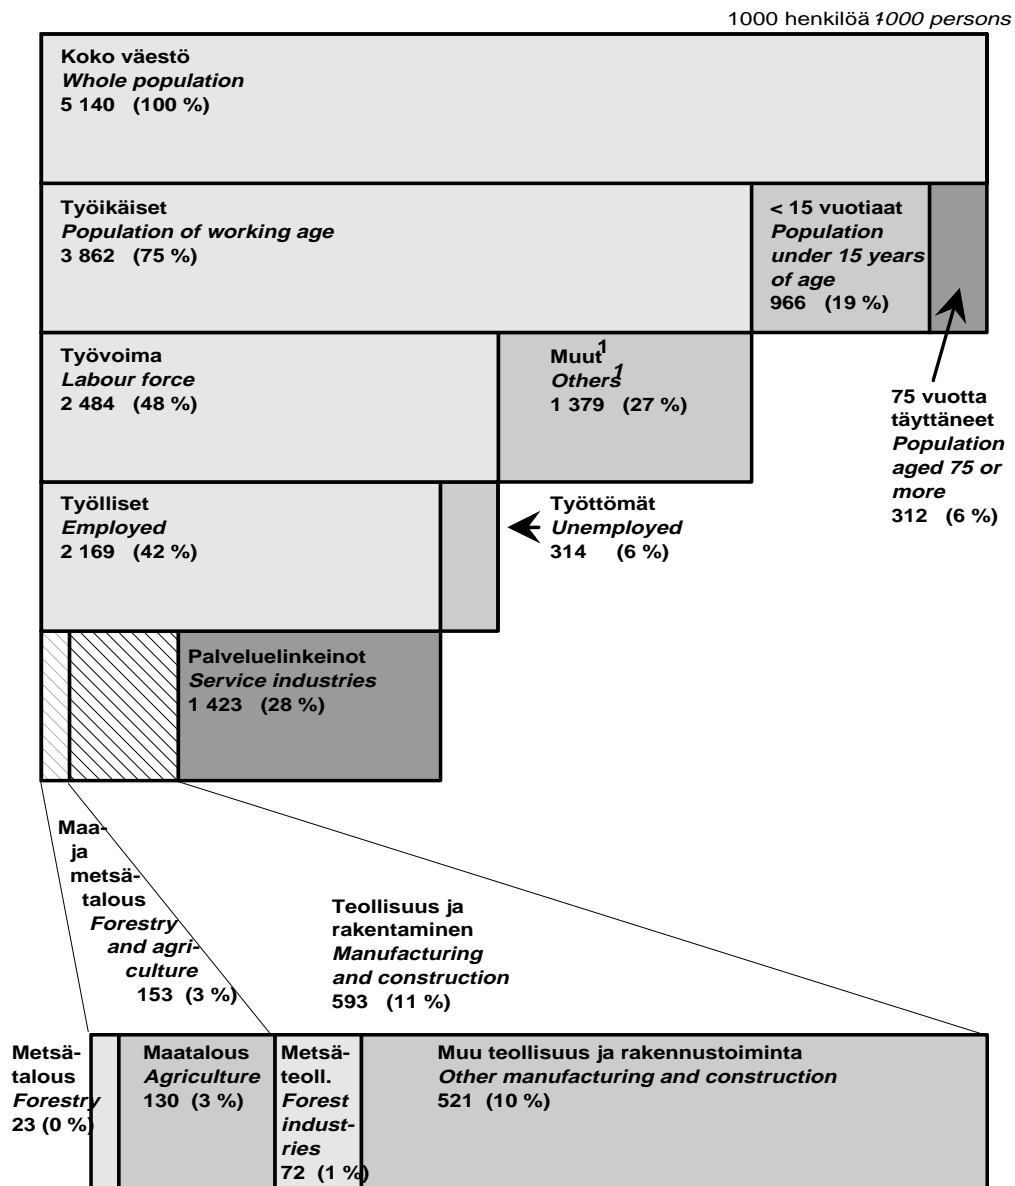 1000 henkilöä 1000 persons
Koko väestö
Whole population
5 140 (100 %)
Työikäiset
Population of working age
3 862 (75 %)
< 15 vuotiaat
Population
under 15 years
of age
966 (19 %)
75 vuotta
täyttäneet
Population
aged 75 or
more
312 (6 %)
Työvoima
Labour force
2 484 (48 %)
Muut1
Others1
1 379 (27 %)
Työlliset
Employed
2 169 (42 %)
Työttömät
Unemployed
314 (6 %)
Palveluelinkeinot
Service industries
1 423 (28 %)
Maa-
ja
metsä-
talous
Forestry
and agri-
culture
153 (3 %)
Teollisuus ja
rakentaminen
Manufacturing
and construction
593 (11 %)
Metsä-
talous
Forestry
23 (0 %)
Maatalous
Agriculture
130 (3 %)
Metsä-
teoll.
Forest
indust-
ries
72 (1 %)
Muu teollisuus ja rakennustoiminta
Other manufacturing and construction
521 (10 %)